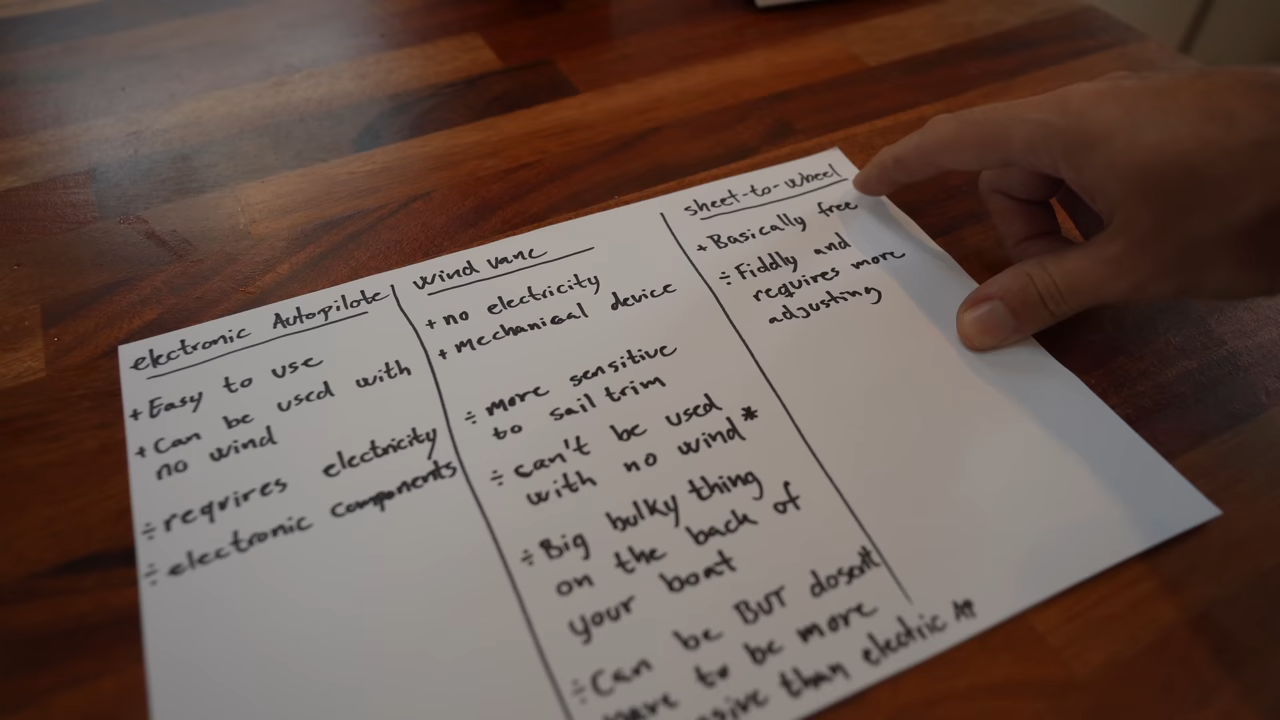 electronic Autopilote
+ Easy to use
+ Can be used with
no wind
÷ requires electricity
÷ electronic components
wind vane
+ no electricity
+ Mechanical device
÷ more sensitive
to sail trim
÷ can't be used
with no wind*
÷ Big bulky thing
on the back of
your boat
÷ Can be BUT dosent
to be more
than electric AP
sheet-to-wheel
+ Basically free
÷ Fiddly and
requires more
adjusting